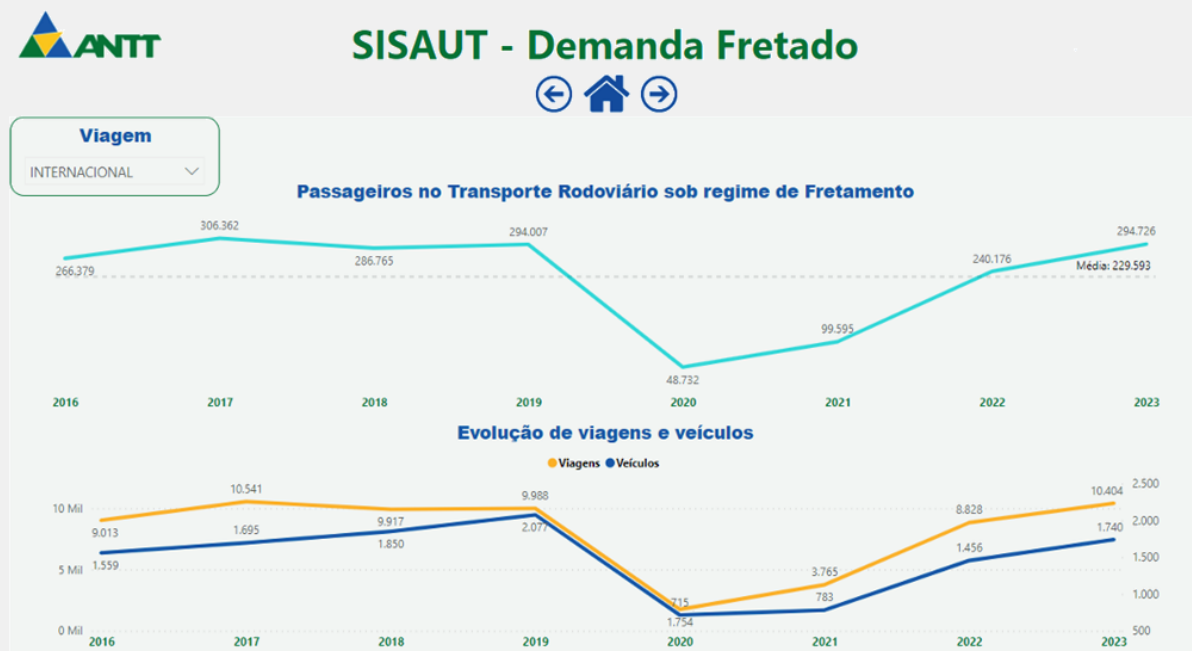 ANTT
SISAUT - Demanda Fretado
Viagem
INTERNACIONAL
Passageiros no Transporte Rodoviário sob regime de Fretamento
266.379
306.362
286.765
294.007
48.732
99.595
240.176
294.726
Média: 229.593
2016 2017 2018 2019 2020 2021 2022 2023
Evolução de viagens e veículos
Viagens Veículos
10 Mil
5 Mil
0 Mil
2.500
2.000
1.500
1.000
500
9.013
10.541
9.917
9.988
715
3.765
8.828
10.404
1.559
1.695
1.850
2.077
1.754
783
1.456
1.740
2016 2017 2018 2019 2020 2021 2022 2023